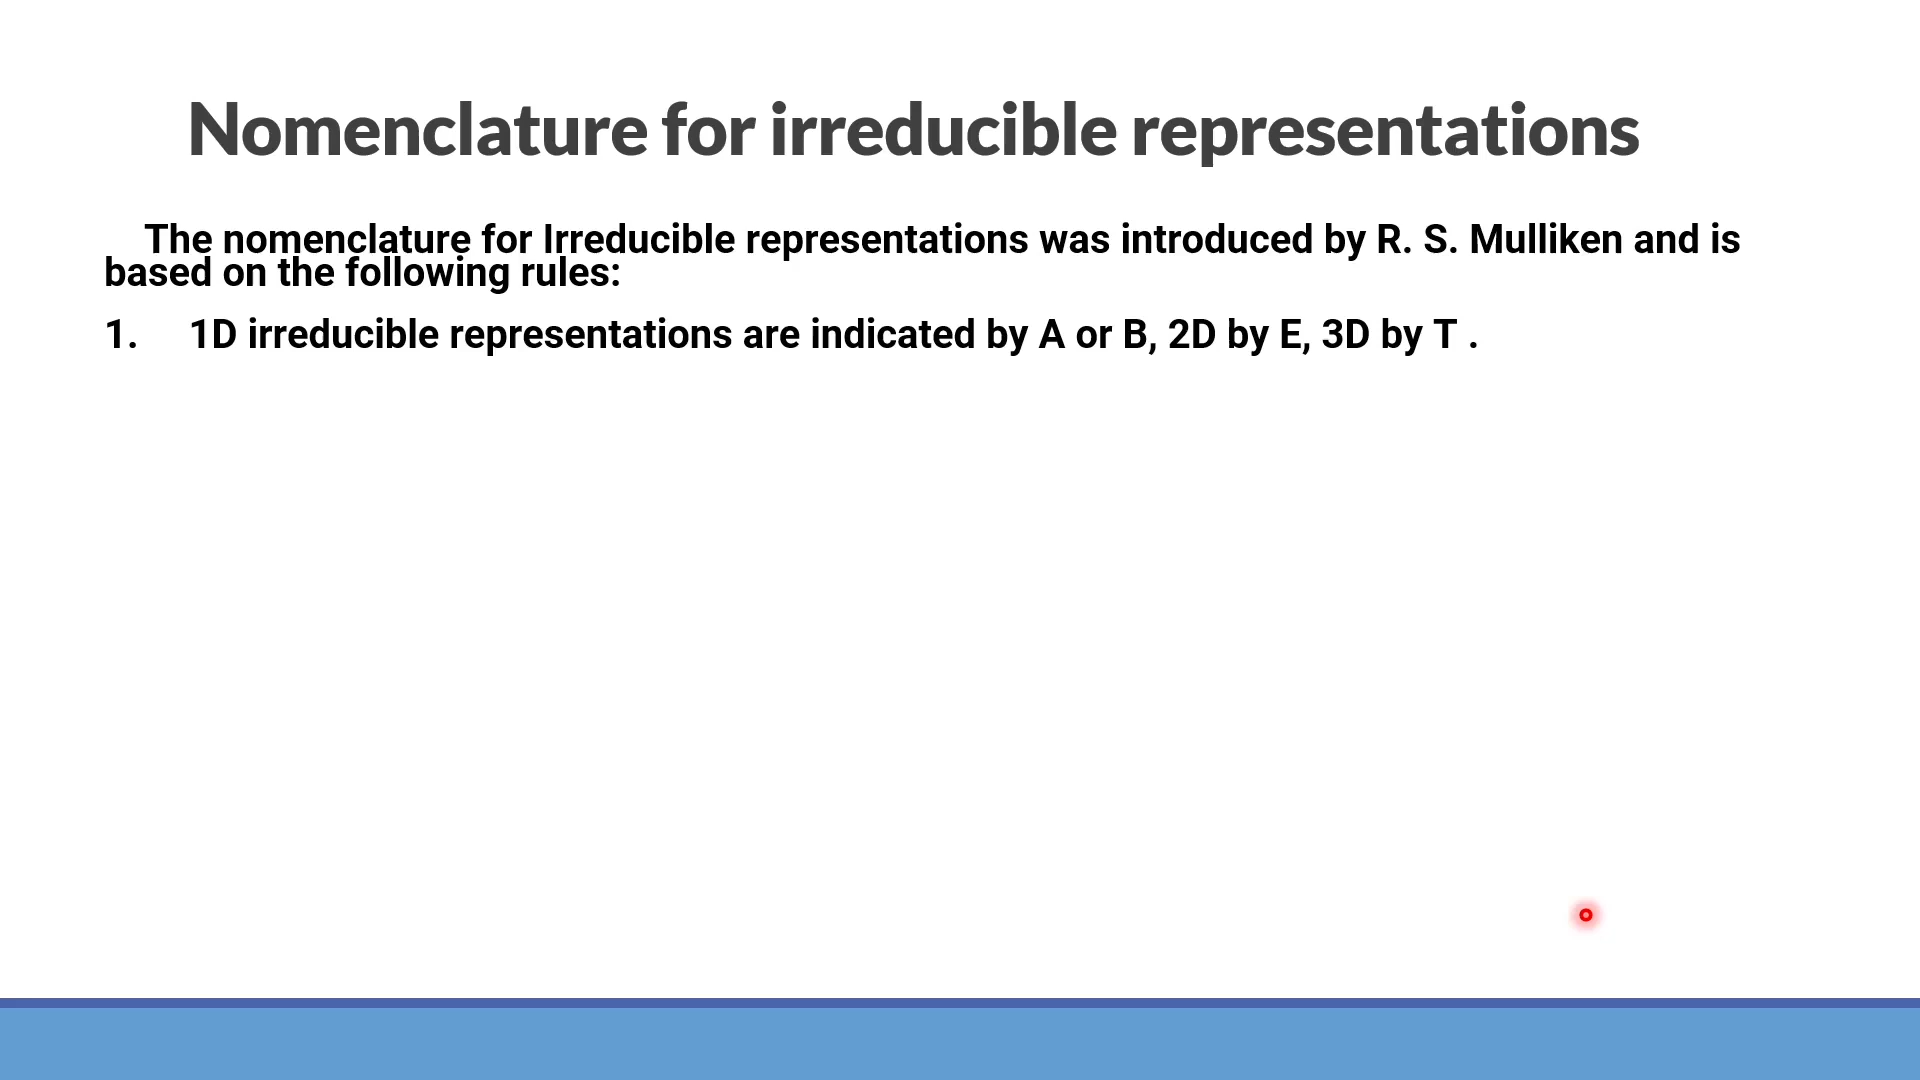 Nomenclature for irreducible representations
The nomenclature for Irreducible representations was introduced by R. S. Mulliken and is
based on the following rules:
1. 1D irreducible representations are indicated by A or B, 2D by E, 3D by T .